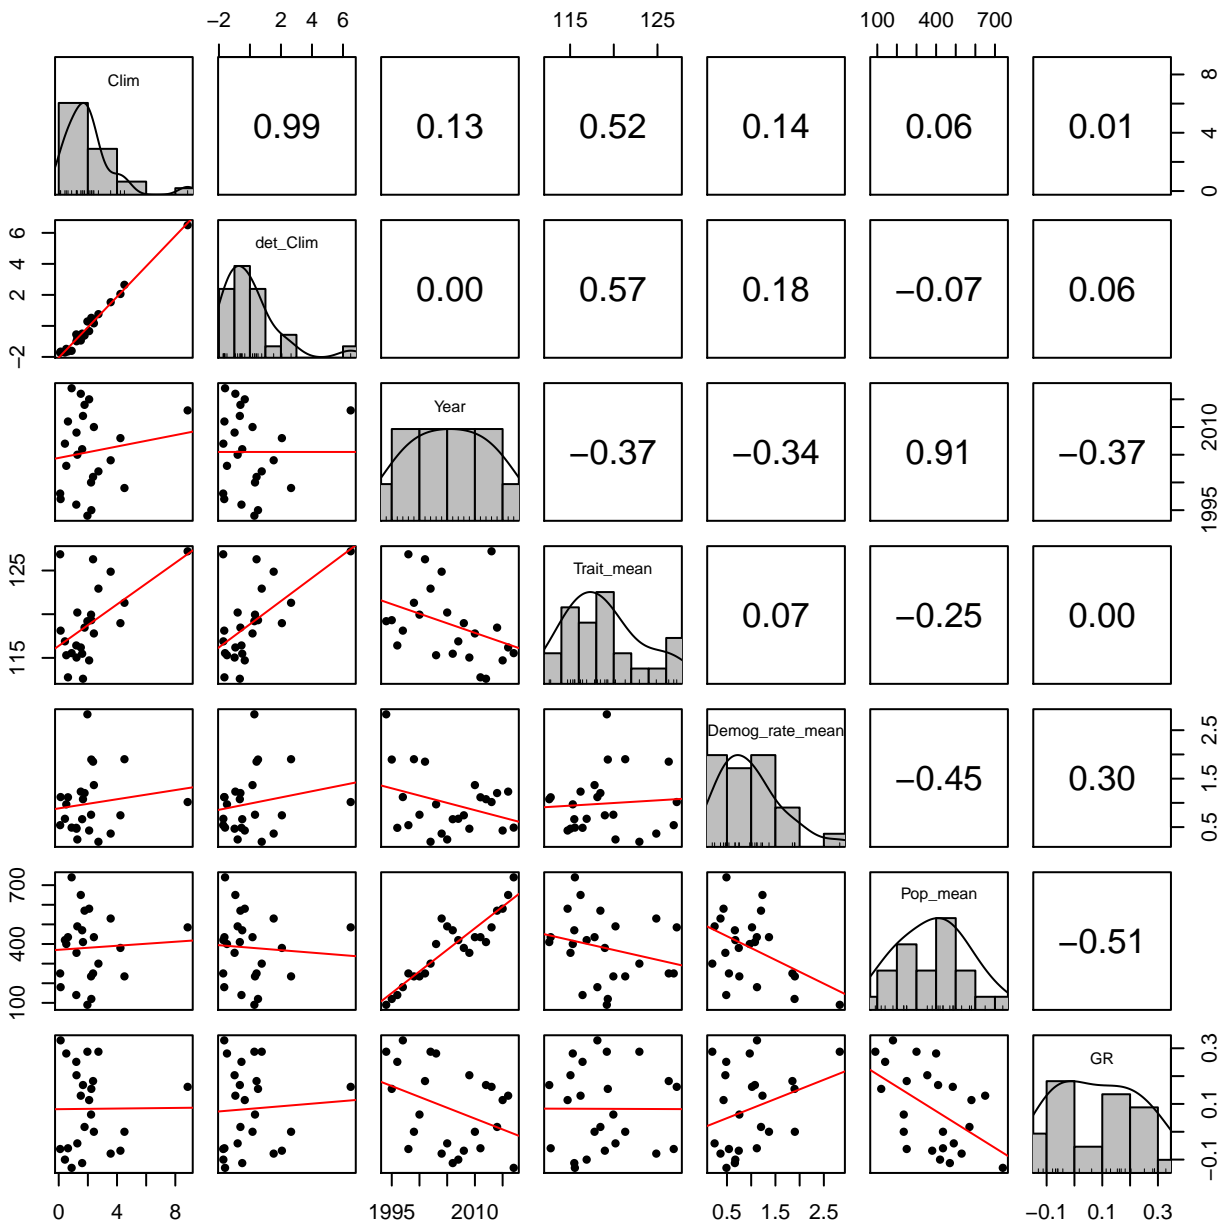 −2 2 4 6 115 125 100 400 700
Clim 0.99 0.13 0.52 0.14 0.06 0.01 0 4 8
−2 2 4 6 det_Clim 0.00 0.57 0.18 −0.07 0.06
Year −0.37 −0.34 0.91 −0.37 1995 2010
115 125 Trait_mean 0.07 −0.25 0.00
Demog_rate_mean −0.45 0.30 0.5 1.5 2.5
100 400 700 Pop_mean −0.51
GR −0.1 0.1 0.3
0 4 8 1995 2010 0.5 1.5 2.5 −0.1 0.1 0.3